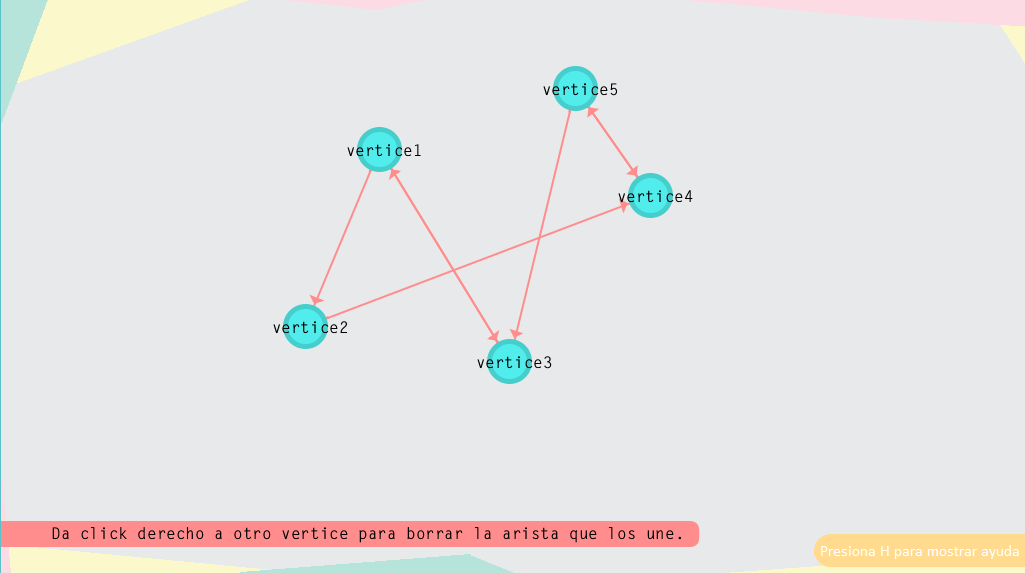 vertice5
vertice1
vertice4
vertice2
vertice3
Da click derecho a otro vertice para borrar la arista que los une.
Presiona H para mostrar ayuda